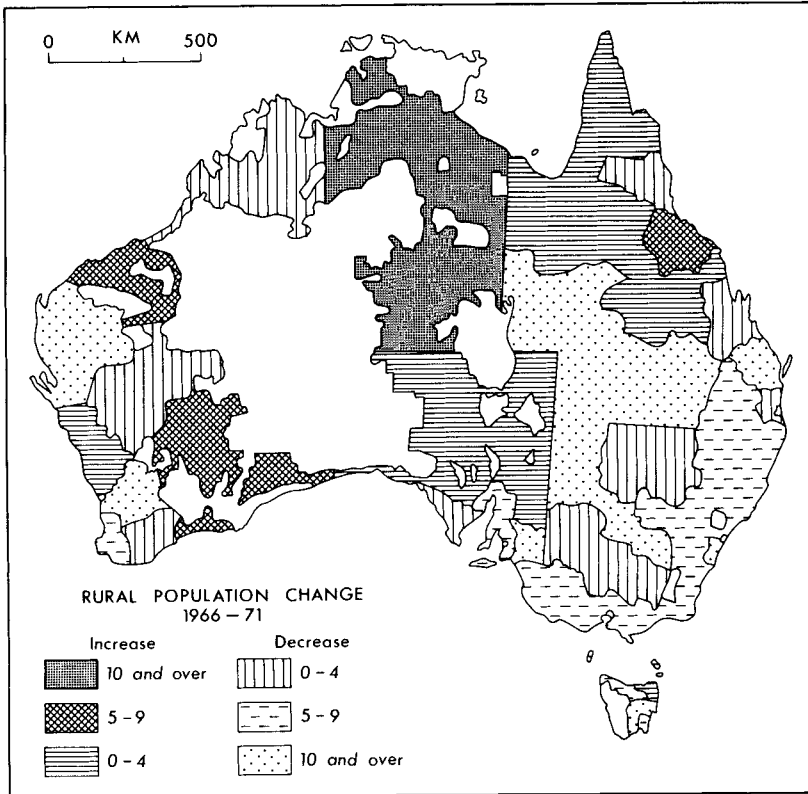 0 KM 500
RURAL POPULATION CHANGE
1966-71
Increase Decrease
10 and over 0-4
5-9 5-9
0-4 10 and over